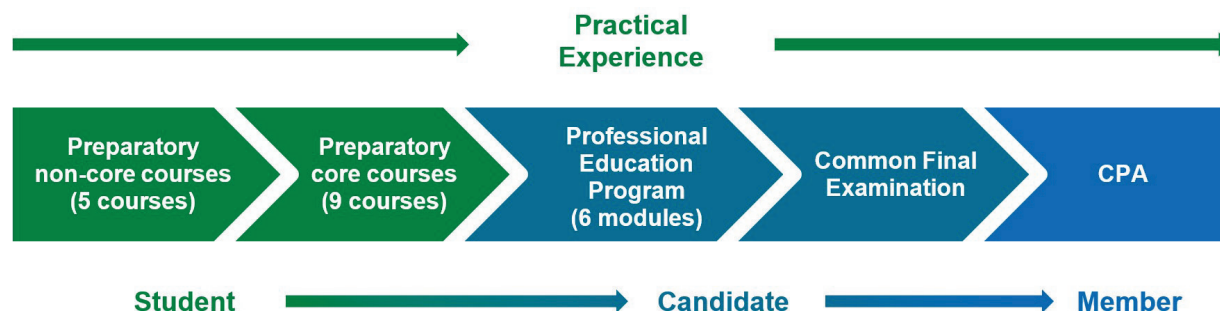 Practical
Experience
Preparatory
non-core courses
(5 courses)
Preparatory
core courses
(9 courses)
Professional
Education
Program
(6 modules)
Common Final
Examination
CPA
Student
Candidate
Member